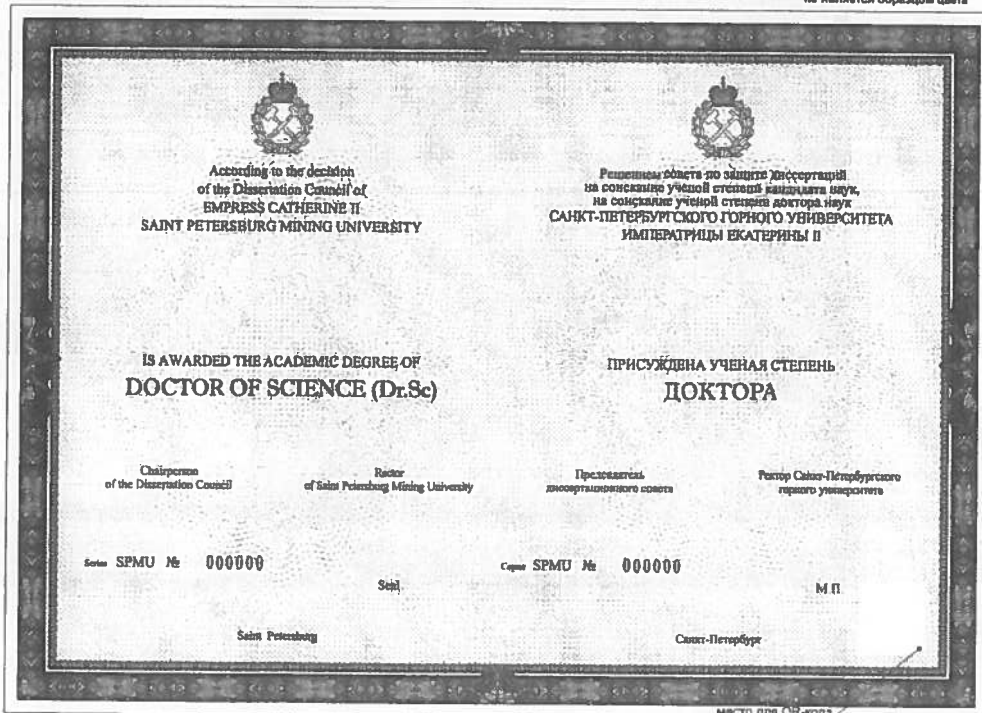 не является образцом цвета
According to the decision
of the Dissertation Council of
EMPRESS CATHERINE II
SAINT PETERSBURG MINING UNIVERSITY
IS AWARDED THE ACADEMIC DEGREE OF
DOCTOR OF SCIENCE (Dr.Sc)
Chairperson
of the Dissertation Council
Rector
of Saint Petersburg Mining University
Series SPMU № 000000
Seal
Saint Petersburg
Решением совета по защите диссертаций
на соискание ученой степени кандидата наук,
на соискание ученой степени доктора наук
САНКТ-ПЕТЕРБУРГСКОГО ГОРНОГО УНИВЕРСИТЕТА
ИМПЕРАТРИЦЫ ЕКАТЕРИНЫ II
ПРИСУЖДЕНА УЧЕНАЯ СТЕПЕНЬ
ДОКТОРА
Председатель
диссертационного совета
Ректор Санкт-Петербургского
горного университета
Серия SPMU № 000000
М П
Санкт-Петербург
место для QR-кода